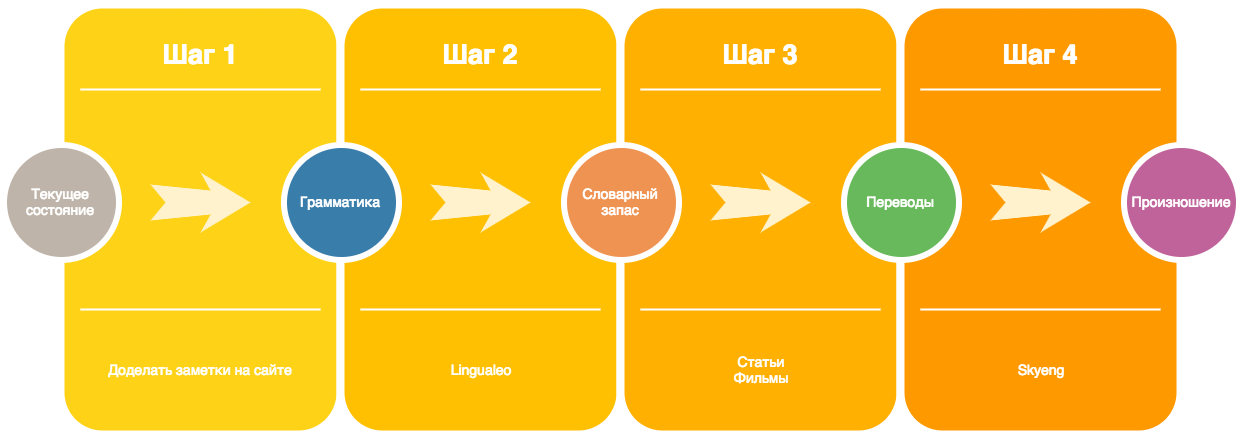 Шаг 1
Шаг 2
Шаг 3
Шаг 4
Текущее
состояние
Грамматика
Словарный
запас
Переводы
Произношение
Доделать заметки на сайте
Lingualeo
Статьи
Фильмы
Skyeng